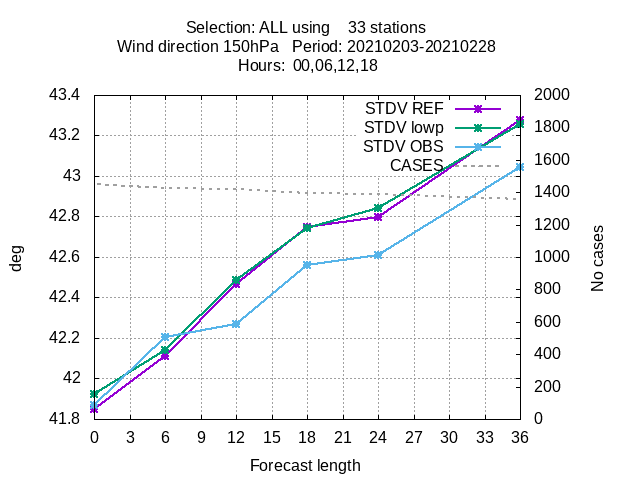 Selection: ALL using 33 stations
Wind direction 150hPa Period: 20210203-20210228
Hours: 00,06,12,18
43.4
43.2
43
42.8
42.6
42.4
42.2
42
41.8
deg
STDV REF
STDV lowp
STDV OBS
CASES
2000
1800
1600
1400
1200
1000
800
600
400
200
0
No cases
0 3 6 9 12 15 18 21 24 27 30 33 36
Forecast length